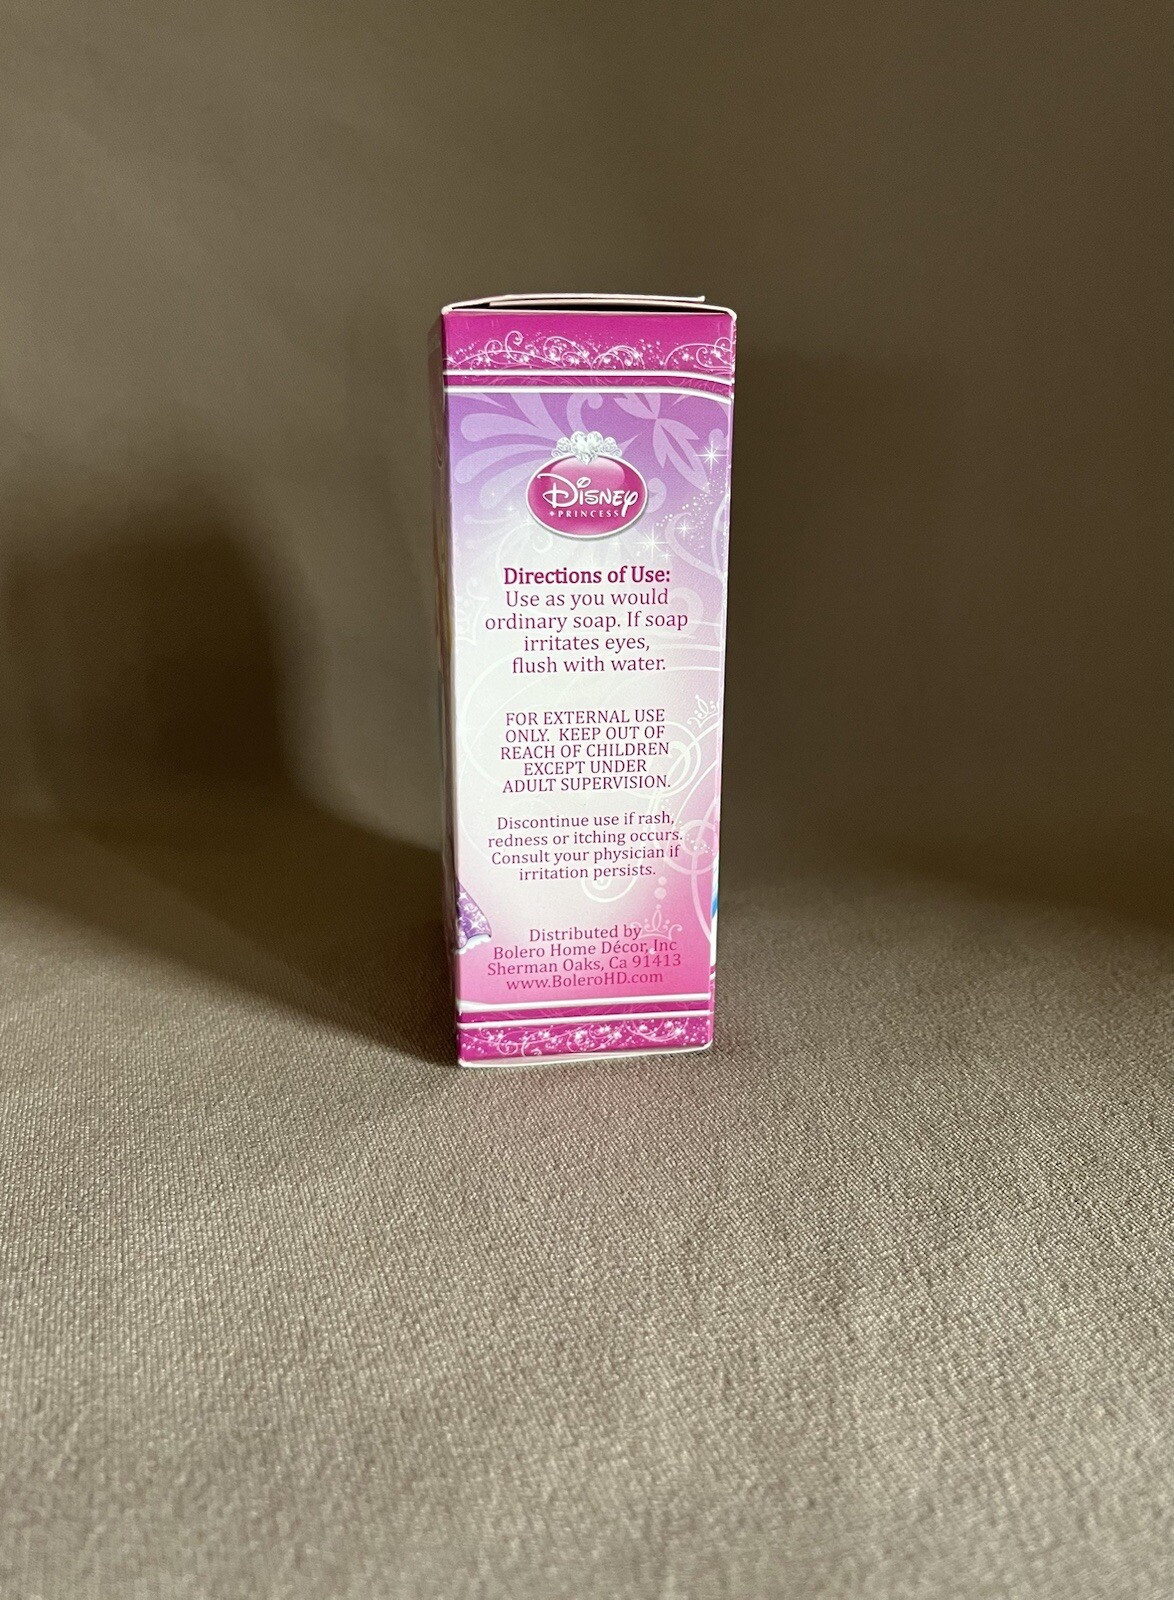 Disney
PRINCESS
Directions of Use:
Use as you would
ordinary soap. If soap
irritates eyes,
flush with water.
FOR EXTERNAL USE
ONLY. KEEP OUT OF
REACH OF CHILDREN
EXCEPT UNDER
ADULT SUPERVISION.
Discontinue use if rash,
redness or itching occurs.
Consult your physician if
irritation persists.
Distributed by
Bolero Home Décor, Inc
Sherman Oaks, Ca 91413
www.BoleroHD.com